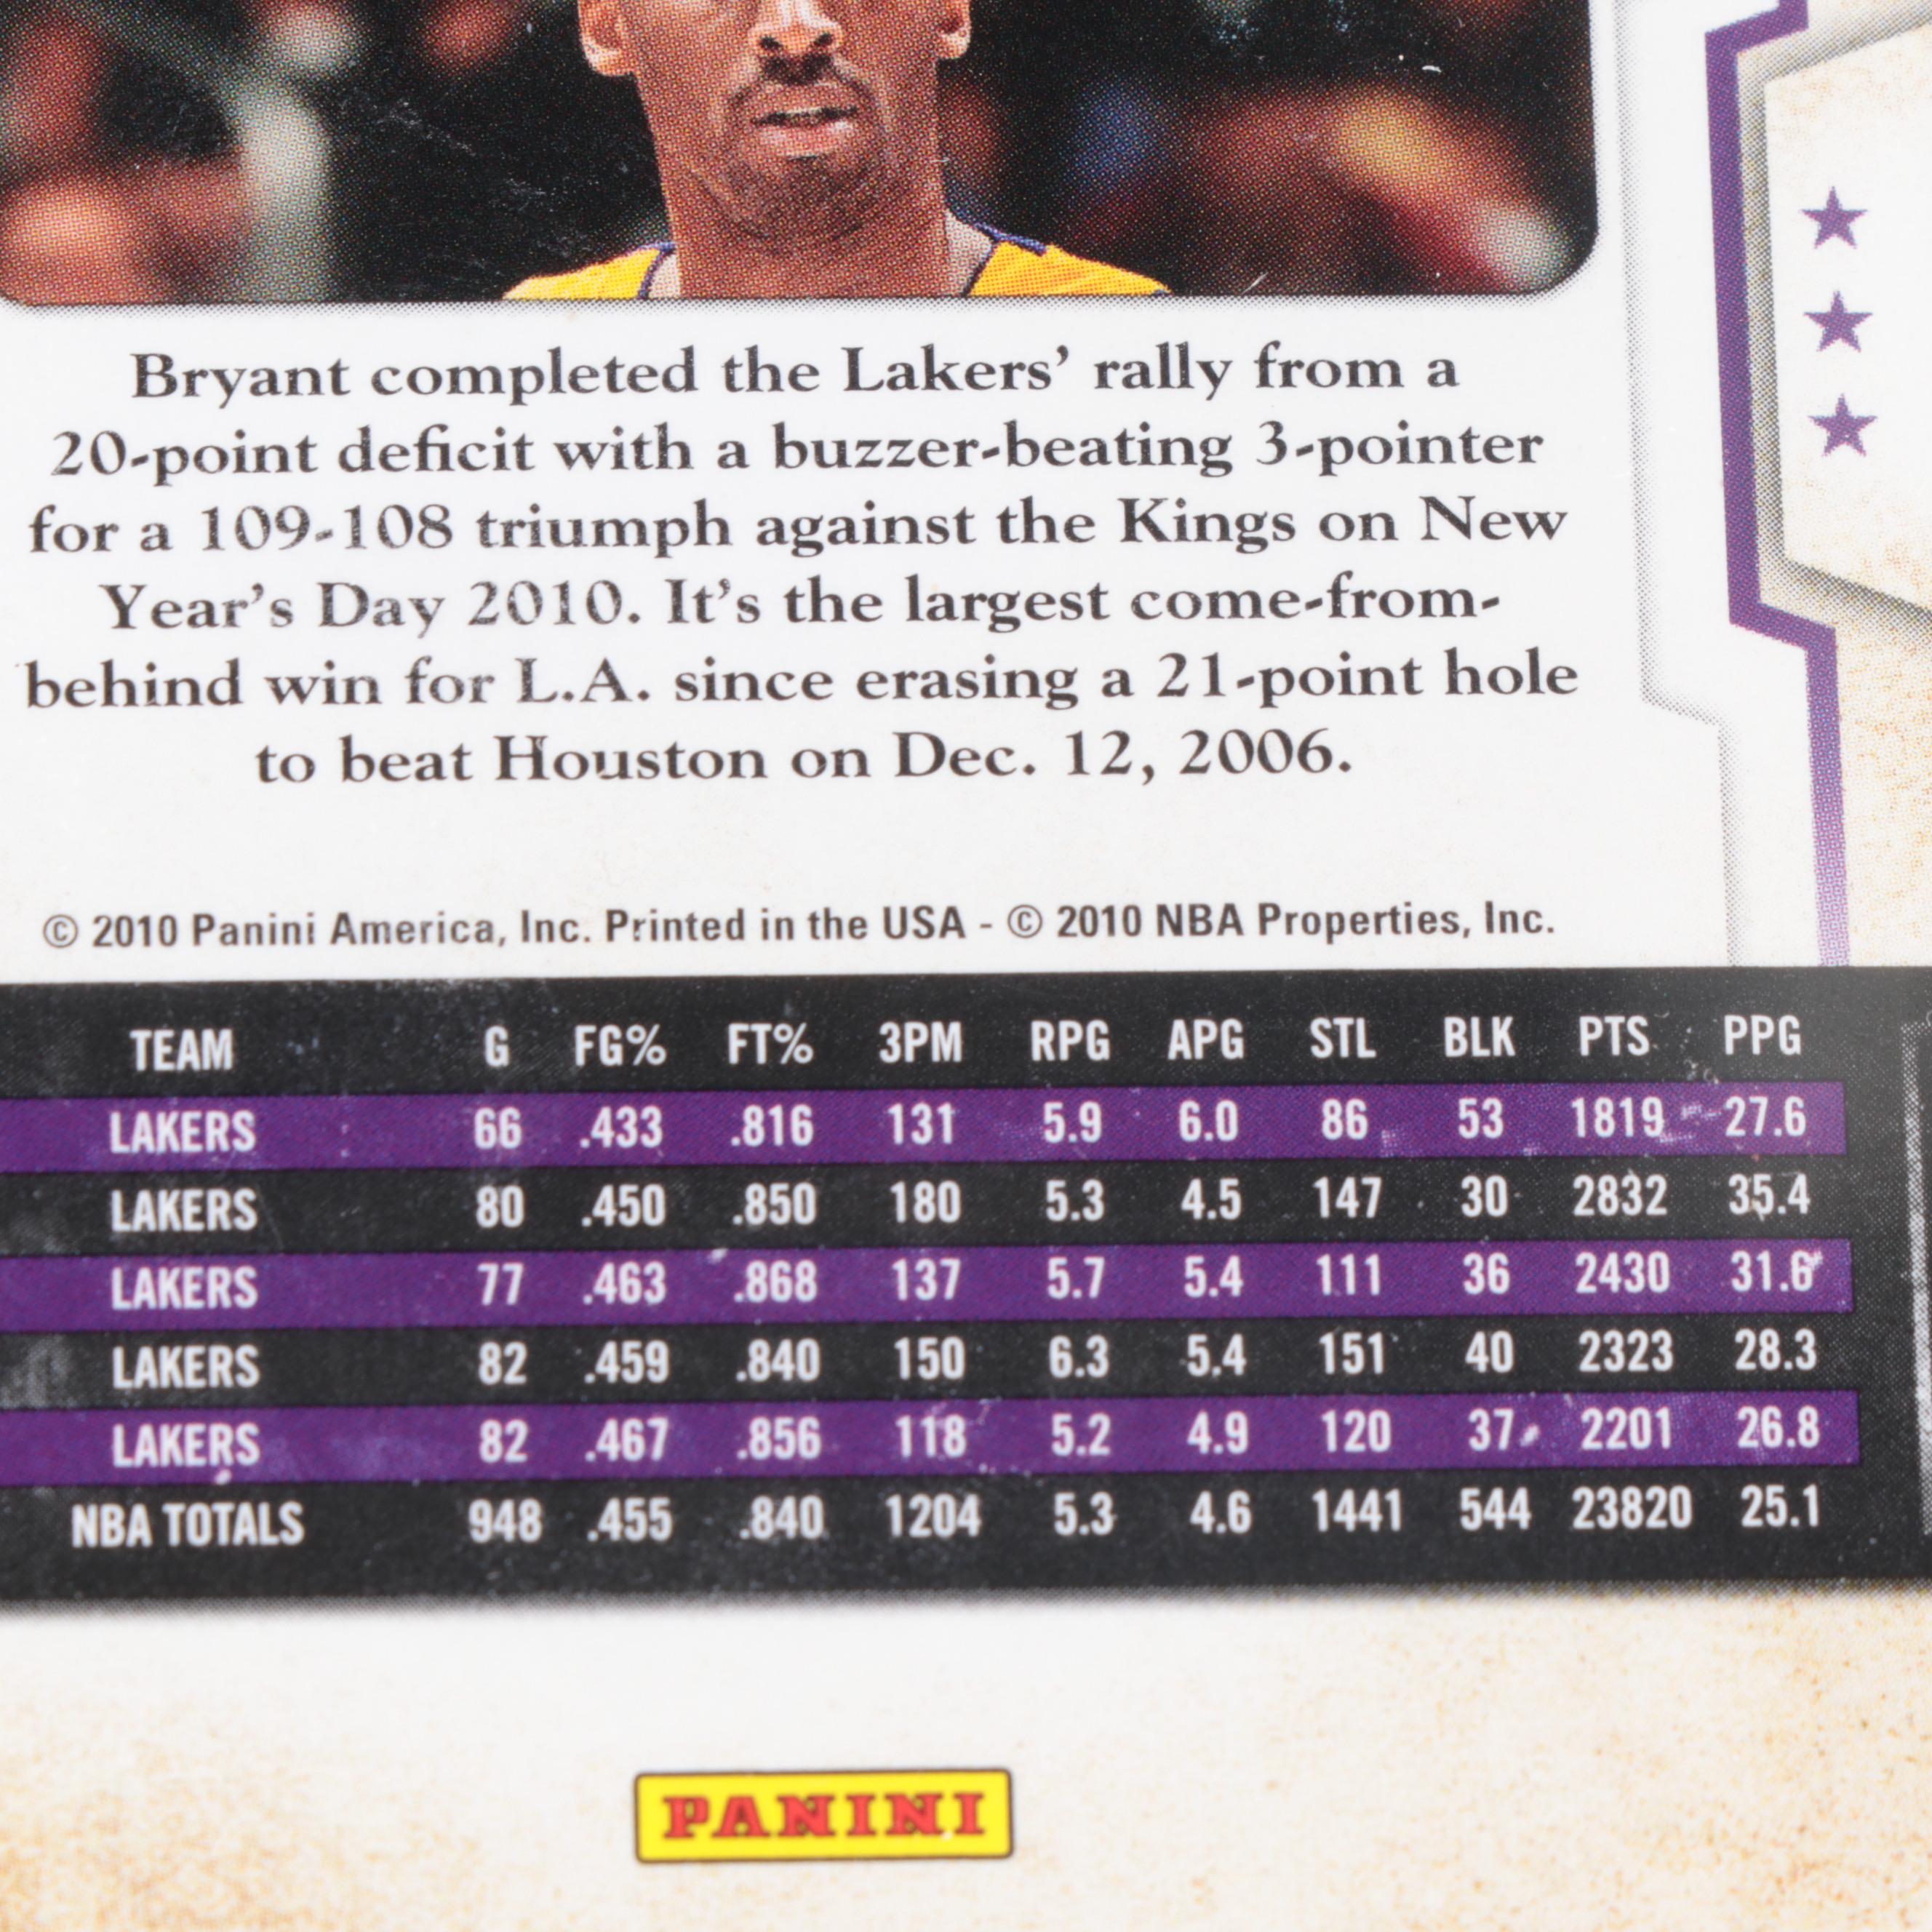 Bryant completed the Lakers' rally from a
20-point deficit with a buzzer-beating 3-pointer
for a 109-108 triumph against the Kings on New
Year's Day 2010. It's the largest come-from-
behind win for L.A. since erasing a 21-point hole
to beat Houston on Dec. 12, 2006.
© 2010 Panini America, Inc. Printed in the USA - © 2010 NBA Properties, Inc.
TEAM G FG% FT% 3PM RPG APG STL BLK PTS PPG
LAKERS 66 .433 .816 131 5.9 6.0 86 53 1819 27.6
LAKERS 80 .450 .850 180 5.3 4.5 147 30 2832 35.4
LAKERS 77 .463 .868 137 5.7 5.4 111 36 2430 31.6
LAKERS 82 .459 .840 150 6.3 5.4 151 40 2323 28.3
LAKERS 82 .467 .856 118 5.2 4.9 120 37 2201 26.8
NBA TOTALS 948 .455 .840 1204 5.3 4.6 1441 544 23820 25.1
PANINI